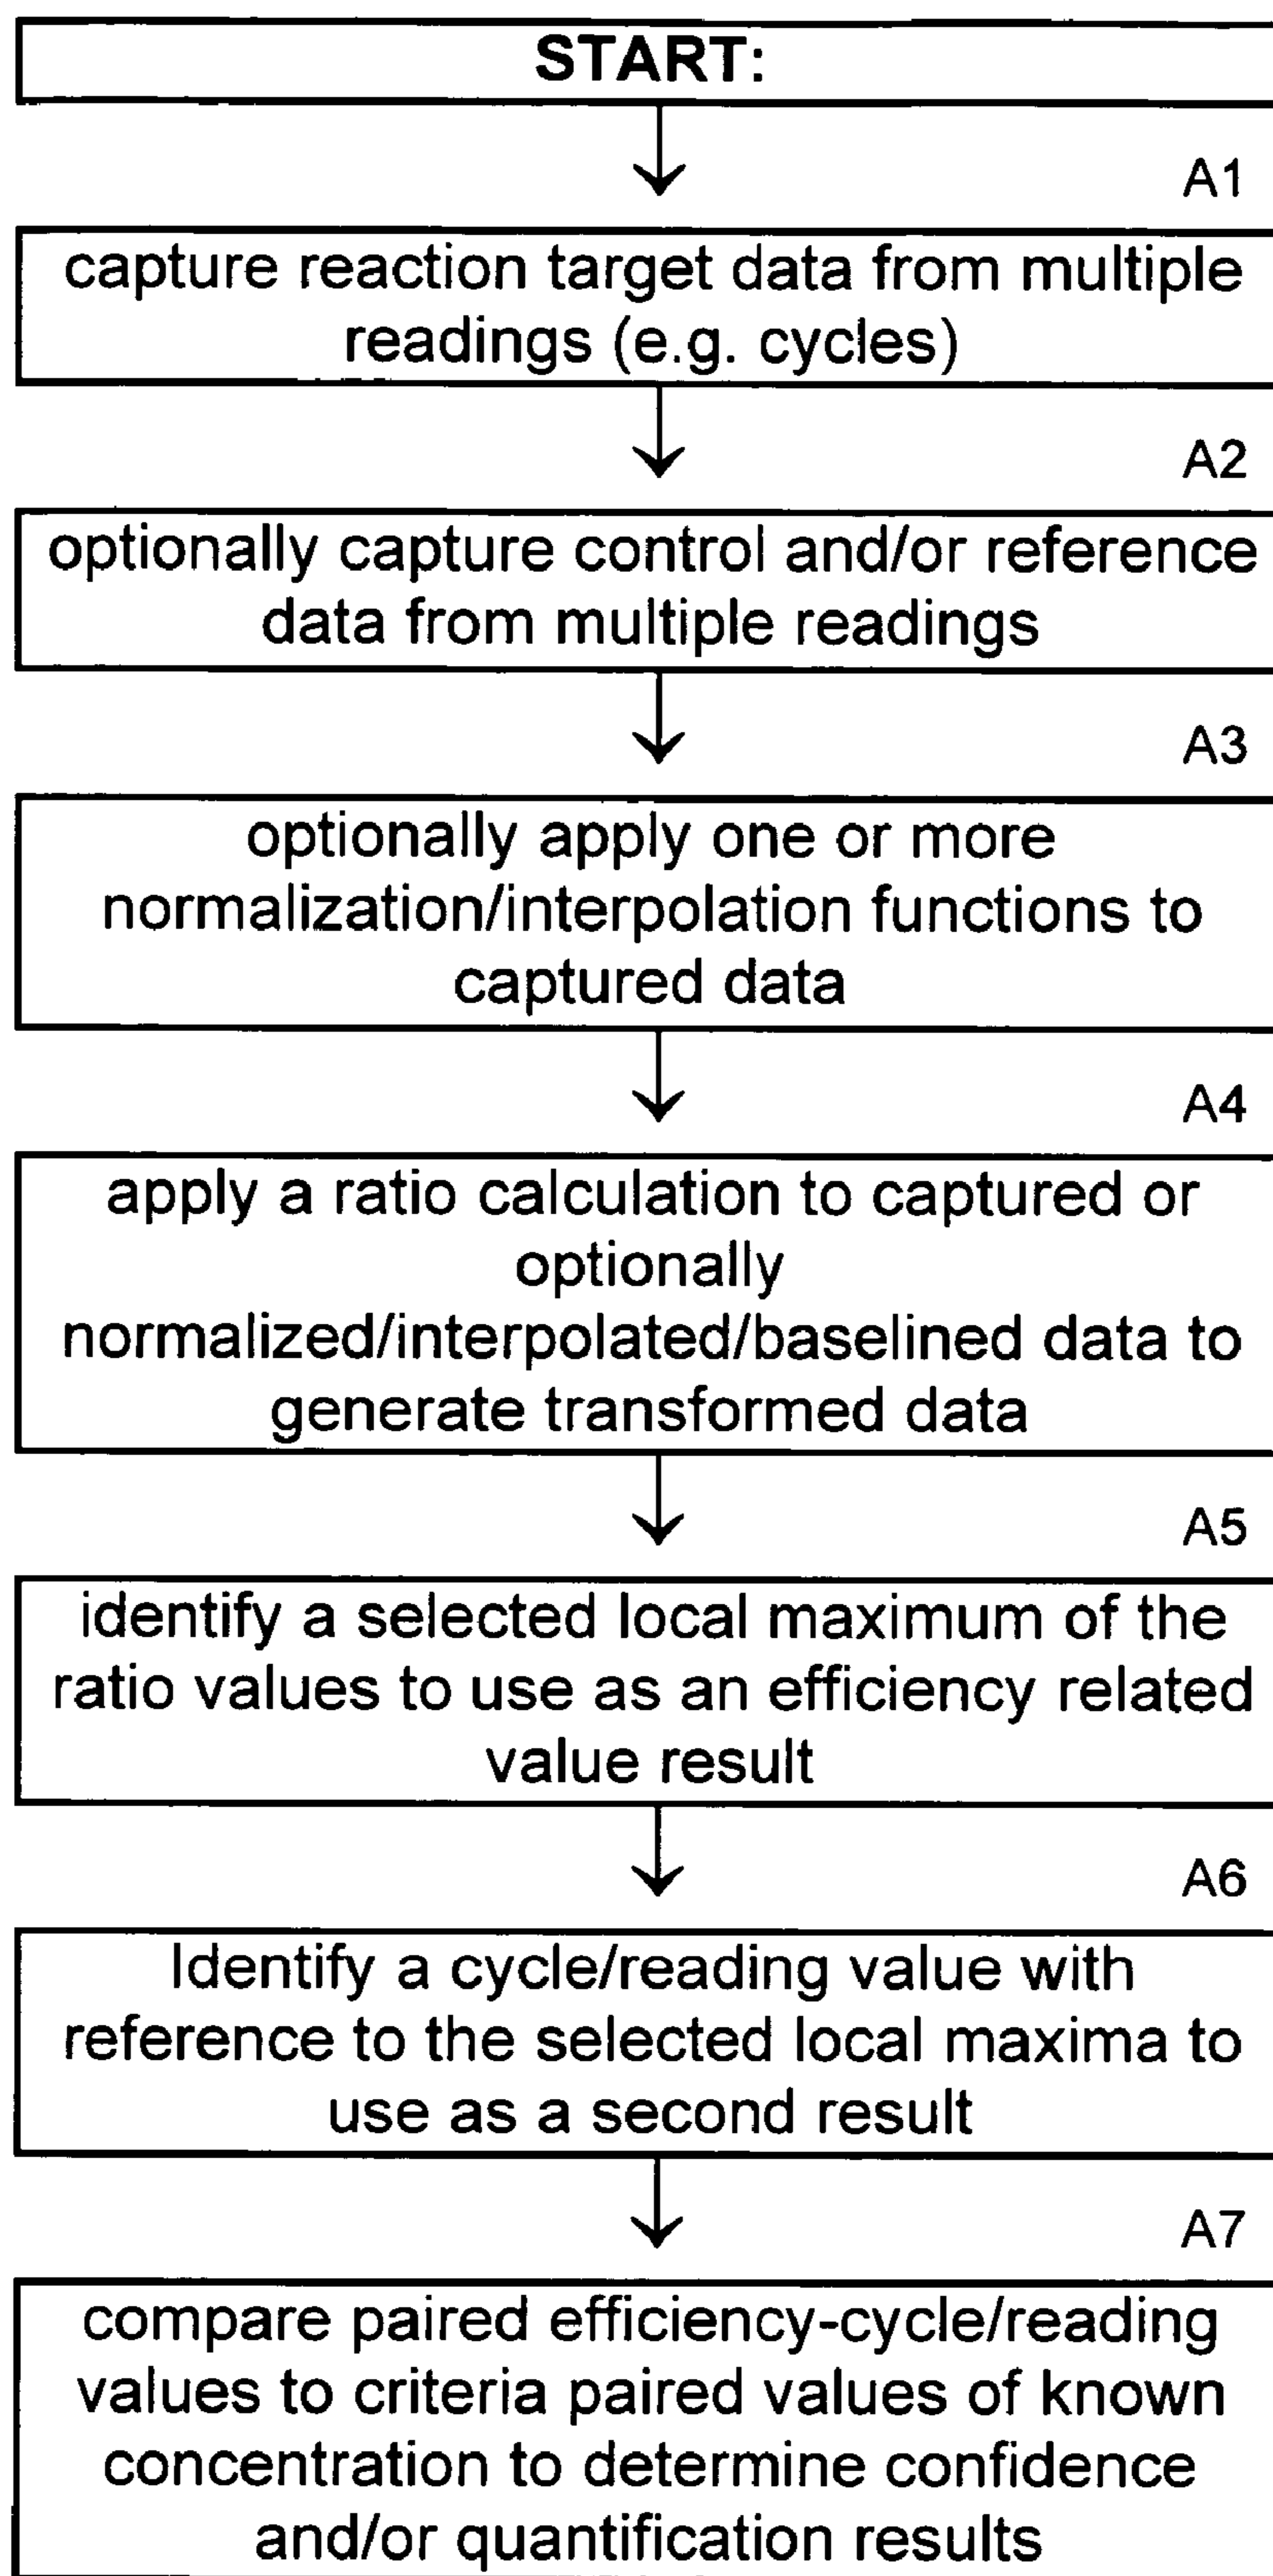 START:
A1
capture reaction target data from multiple
readings (e.g. cycles)
A2
optionally capture control and/or reference
data from multiple readings
A3
optionally apply one or more
normalization/interpolation functions to
captured data
A4
apply a ratio calculation to captured or
optionally
normalized/interpolated/baselined data to
generate transformed data
A5
identify a selected local maximum of the
ratio values to use as an efficiency related
value result
A6
Identify a cycle/reading value with
reference to the selected local maxima to
use as a second result
A7
compare paired efficiency-cycle/reading
values to criteria paired values of known
concentration to determine confidence
and/or quantification results